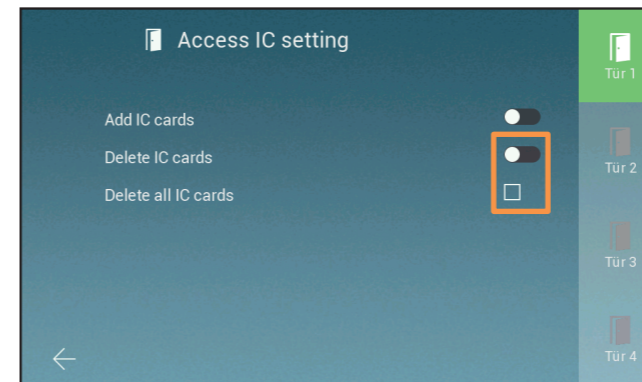 Access IC setting
Add IC cards
Delete IC cards
Delete all IC cards
Tür 1
Tür 2
Tür 3
Tür 4